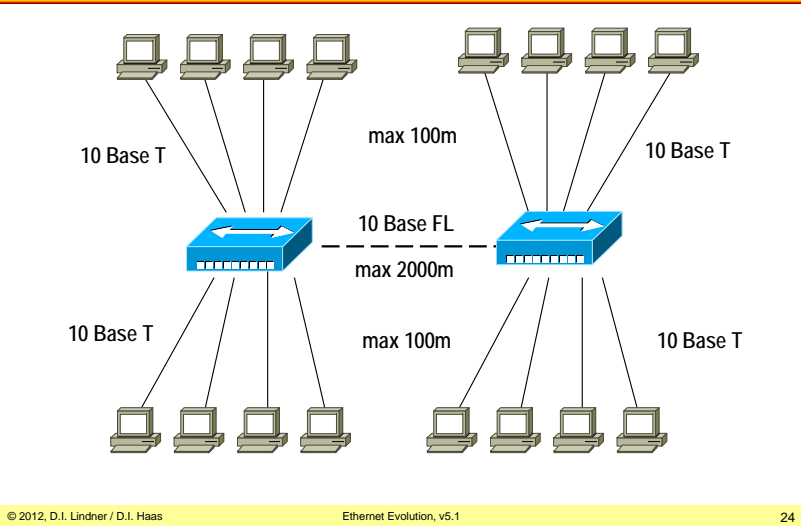 max 100m
10 Base T
10 Base T
10 Base FL
max 2000m
10 Base T
max 100m
10 Base T
© 2012, D.I. Lindner / D.I. Haas
Ethernet Evolution, v5.1
24